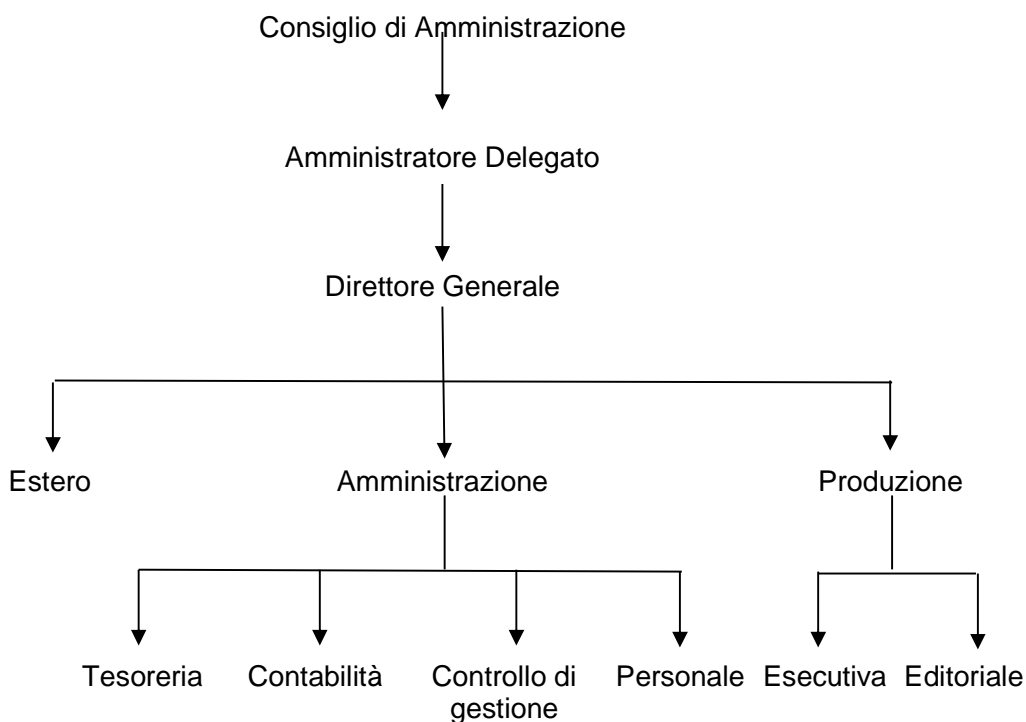 Consiglio di Amministrazione
Amministratore Delegato
Direttore Generale
Estero Amministrazione Produzione
Tesoreria Contabilità Controllo di Personale Esecutiva Editoriale
gestione